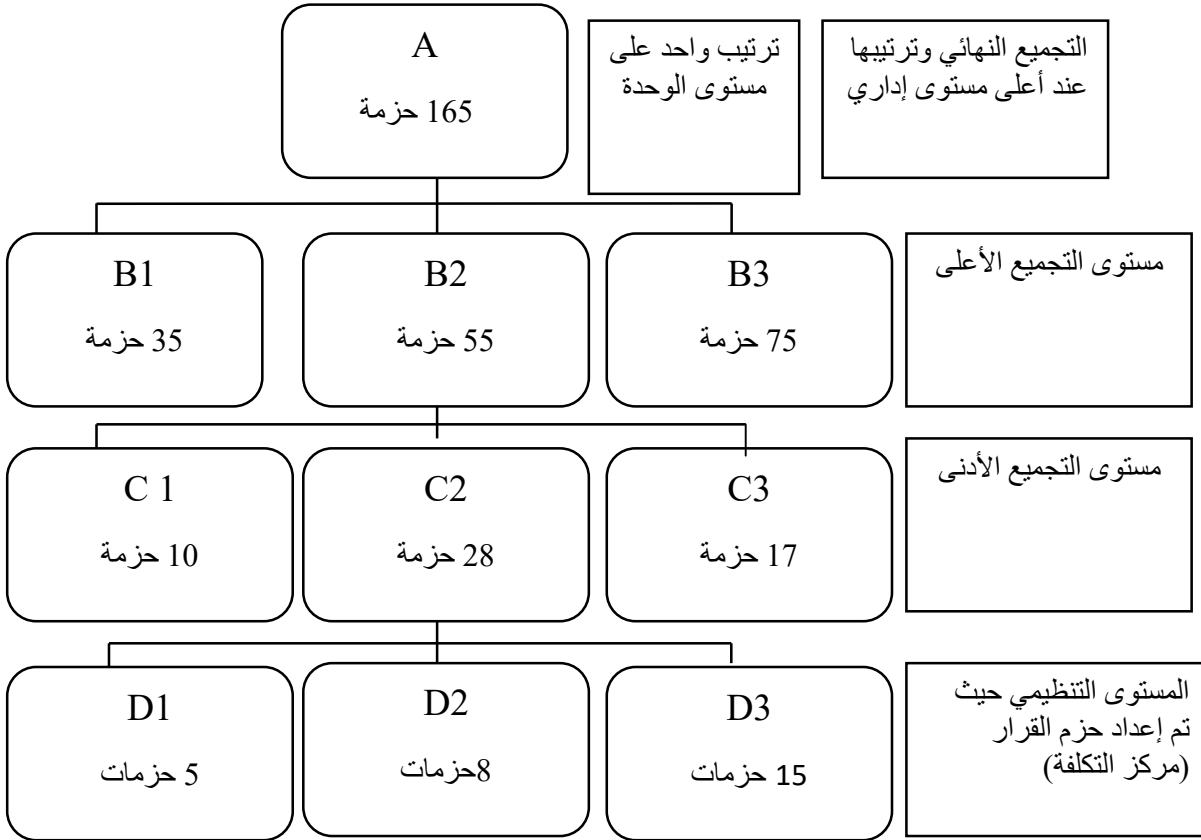 A
165 حزمة
ترتيب واحد على
مستوى الوحدة
التجميع النهائي وترتيبها
عند أعلى مستوى إداري
B1
35 حزمة
B2
55 حزمة
B3
75 حزمة
مستوى التجميع الأعلى
C 1
10 حزمة
C2
28 حزمة
C3
17 حزمة
مستوى التجميع الأدنى
D1
5 حزمات
D2
8حزمات
D3
15 حزمات
المستوى التنظيمي حيث
تم إعداد حزم القرار
(مركز التكلفة)